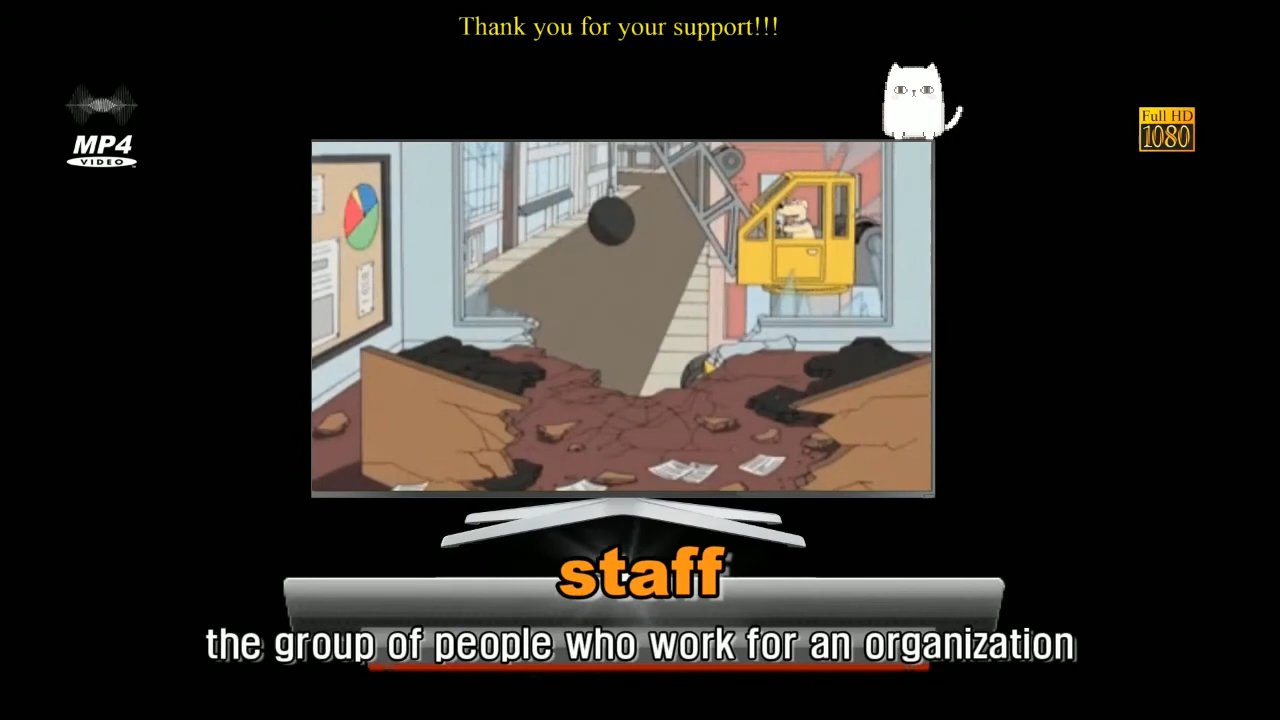 Thank you for your support!!!
MP4
VIDEO
Full HD
1080
staff
the group of people who work for an organization